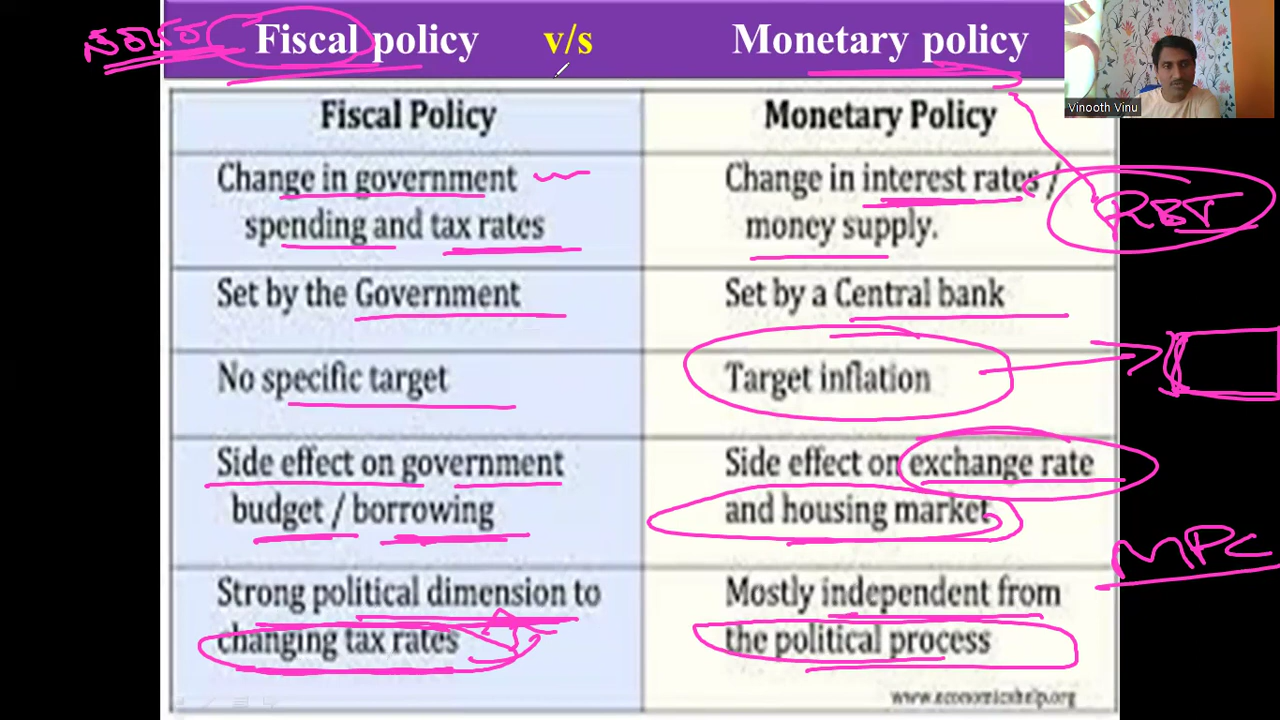 Fiscal policy v/s Monetary policy
Vinooth Vinu
Fiscal Policy
Monetary Policy
Change in government
spending and tax rates
Change in interest rates /
money supply.
RBI
Set by the Government
Set by a Central bank
No specific target
Target inflation
Side effect on government
budget / borrowing
Side effect on exchange rate
and housing market
MPC
Strong political dimension to
changing tax rates
Mostly independent from
the political process
www.economicshelp.org